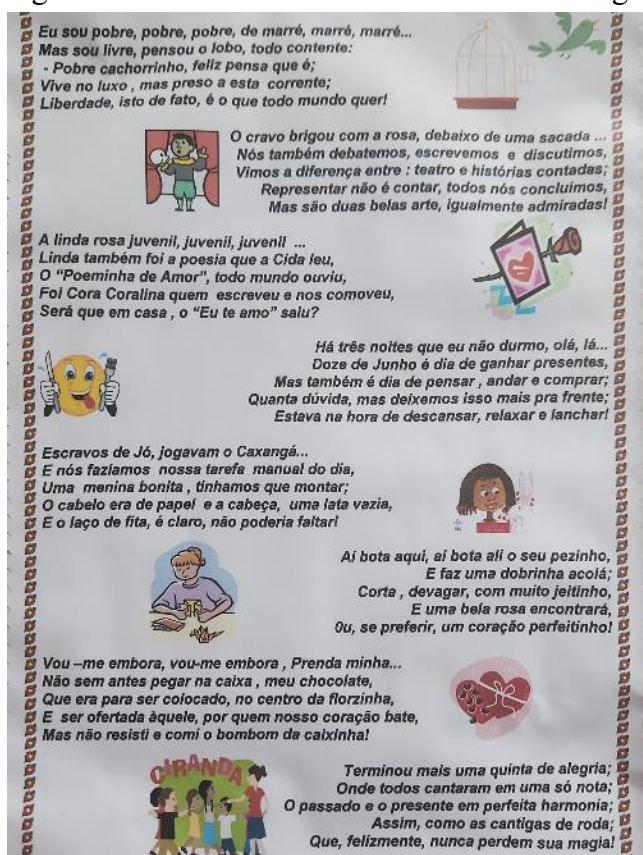 Eu sou pobre, pobre, pobre, de marré, marré, marré...
Mas sou livre, pensou o lobo, todo contente:
- Pobre cachorrinho, feliz pensa que é;
Vive no luxo , mas preso a esta corrente;
Liberdade, isto de fato, é o que todo mundo quer!
O cravo brigou com a rosa, debaixo de uma sacada ...
Nós também debatemos, escrevemos e discutimos,
Vimos a diferença entre : teatro e histórias contadas;
Representar não é contar, todos nós concluímos,
Mas são duas belas arte, igualmente admiradas!
A linda rosa juvenil, juvenil, juvenil ...
Linda também foi a poesia que a Cida leu,
O “Poeminha de Amor”, todo mundo ouviu,
Foi Cora Coralina quem escreveu e nos comoveu,
Será que em casa , o “Eu te amo” saiu?
Há três noites que eu não durmo, olá, lá...
Doze de Junho é dia de ganhar presentes,
Mas também é dia de pensar , andar e comprar;
Quanta dúvida, mas deixemos isso mais pra frente;
Estava na hora de descansar, relaxar e lanchar!
Escravos de Jó, jogavam o Caxangá...
E nós fazíamos nossa tarefa manual do dia,
Uma menina bonita , tínhamos que montar;
O cabelo era de papel e a cabeça, uma lata vazia,
E o laço de fita, é claro, não poderia faltar!
Ai bota aqui, ai bota ali o seu pezinho,
E faz uma dobrinha acolá;
Corta , devagar, com muito jeitinho,
E uma bela rosa encontrará,
Ou, se preferir, um coração perfeitinho!
Vou –me embora, vou-me embora , Prenda minha...
Não sem antes pegar na caixa , meu chocolate,
Que era para ser colocado, no centro da florzinha,
E ser ofertada àquele, por quem nosso coração bate,
Mas não resisti e comi o bombom da caixinha!
CIRANDA
Terminou mais uma quinta de alegria;
Onde todos cantaram em uma só nota;
O passado e o presente em perfeita harmonia;
Assim, como as cantigas de roda;
Que, felizmente, nunca perdem sua magia!